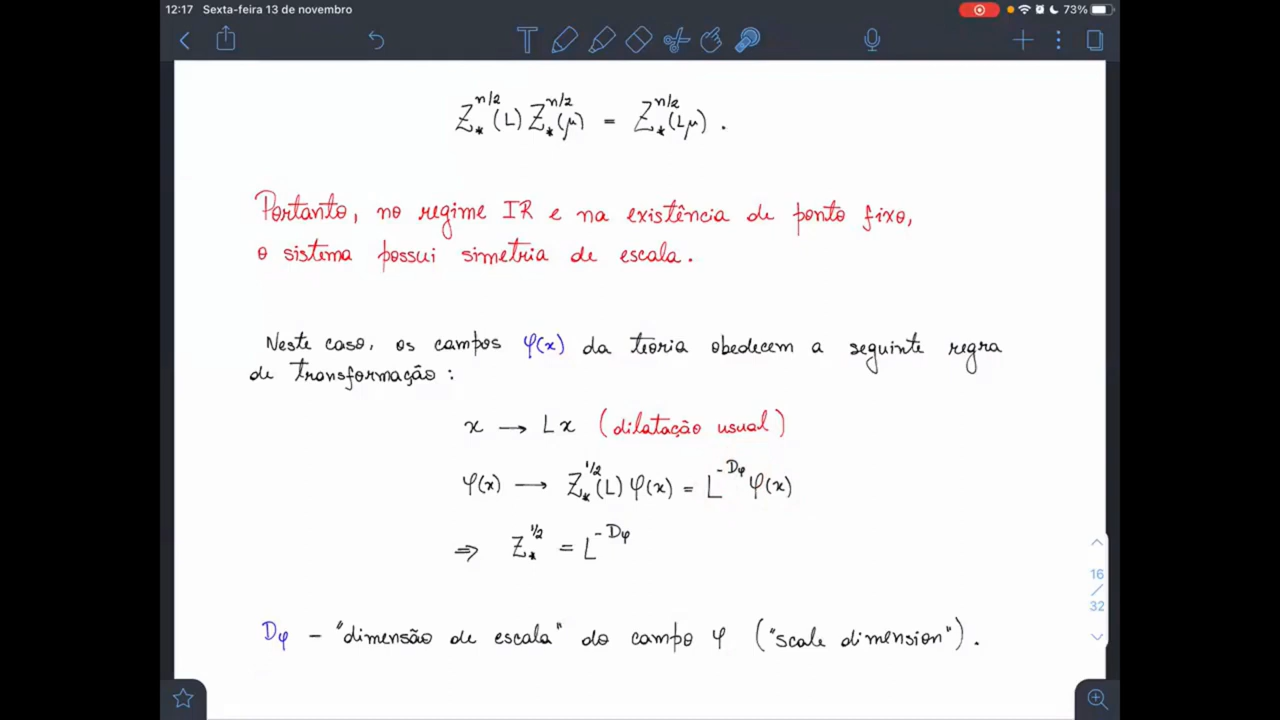 12:17 Sexta-feira 13 de novembro 73%
Z_*^{n/2}(L) Z_*^{n/2}(μ) = Z_*^{n/2}(Lμ) .
Portanto, no regime IR e na existência de ponto fixo,
o sistema possui simetria de escala.
Neste caso, os campos φ(x) da teoria obedecem a seguinte regra
de transformação :
x → Lx (dilatação usual)
φ(x) → Z_*^{1/2}(L) φ(x) = L^{-Dφ} φ(x)
⇒ Z_*^{1/2} = L^{-Dφ}
Dφ – "dimensão de escala" do campo φ ("scale dimension").
16
/
32